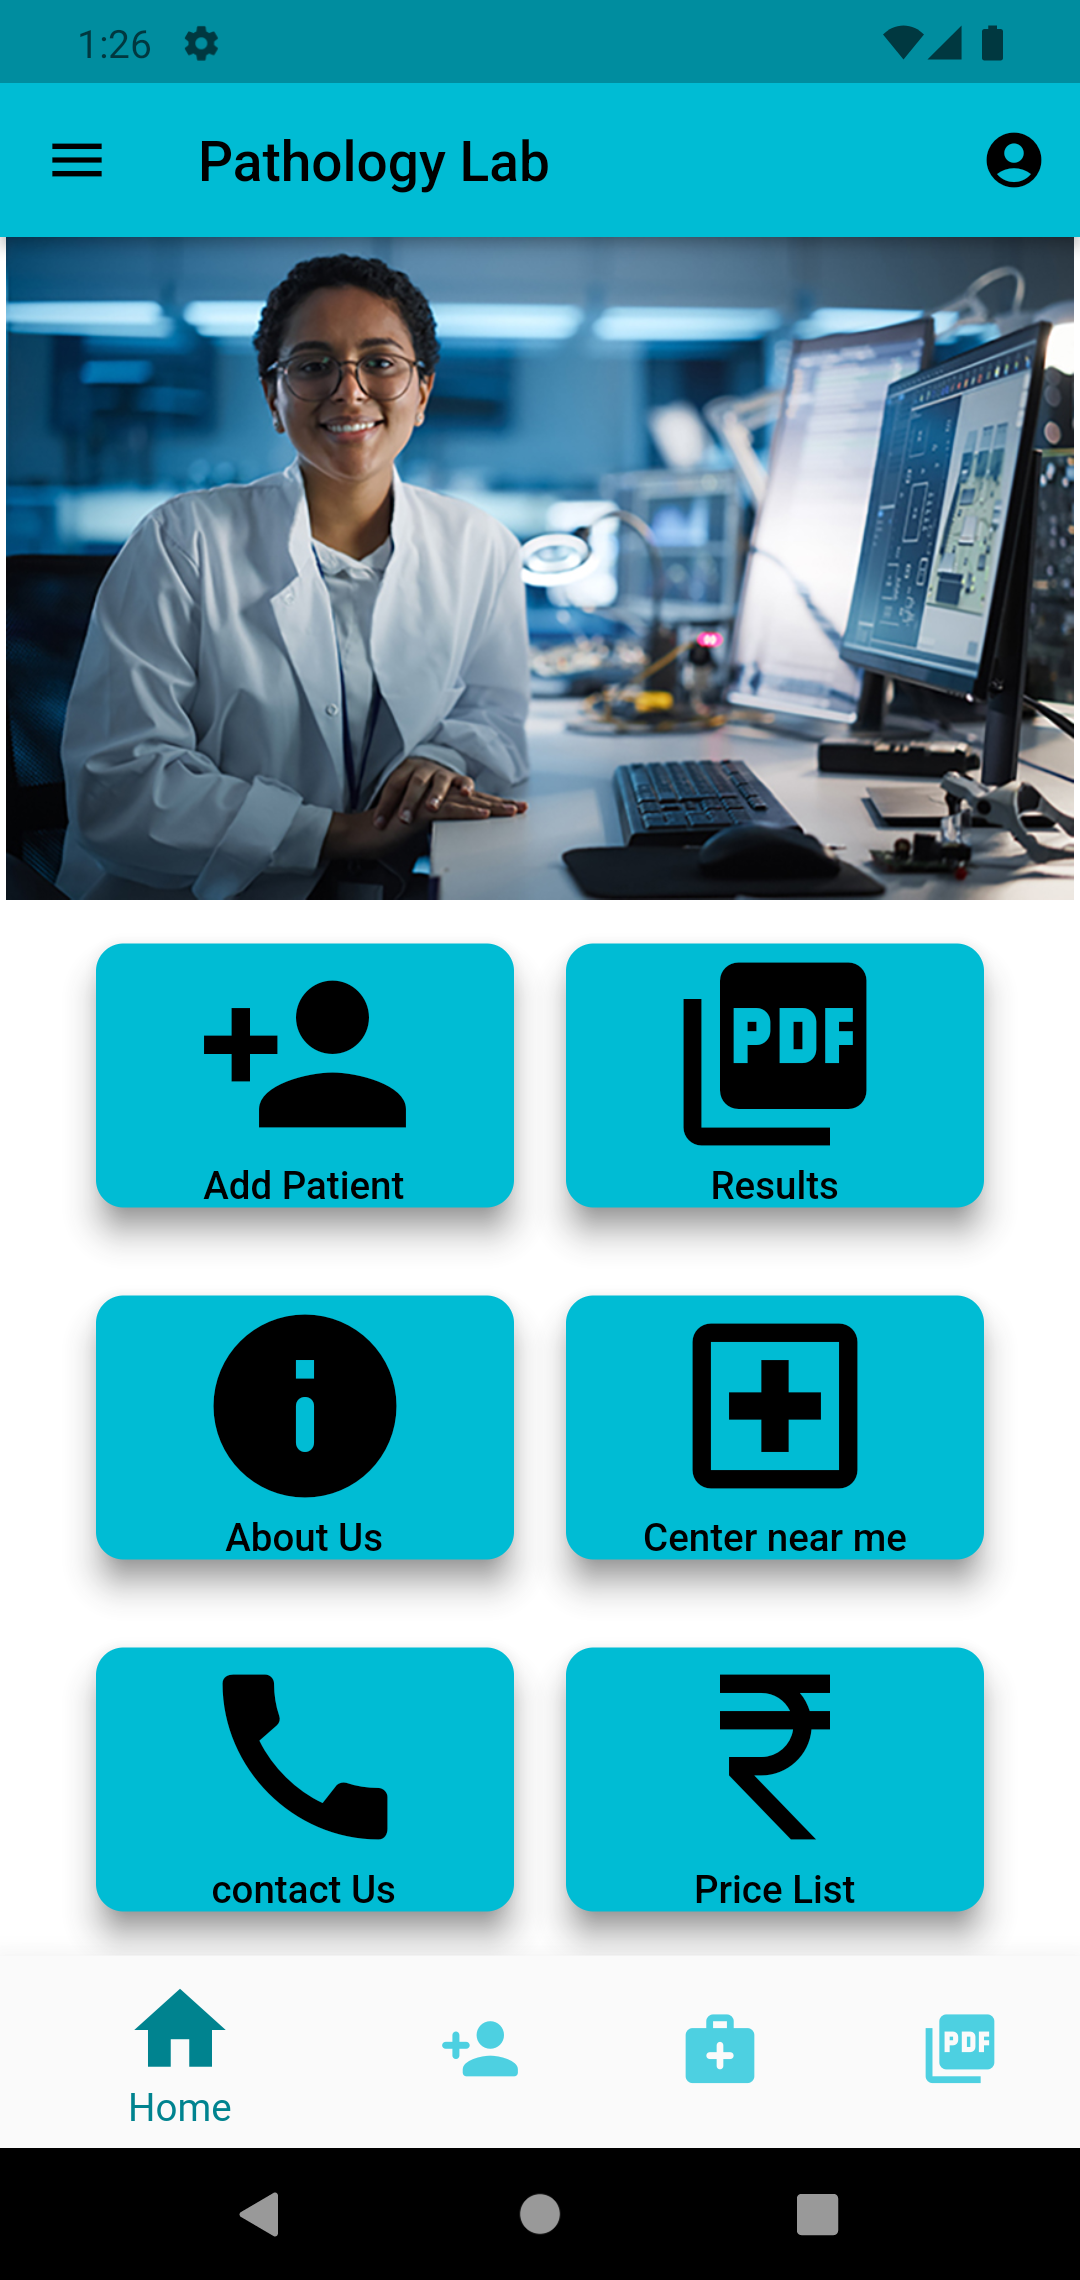 1:26
Pathology Lab
PDF
Add Patient
Results
About Us
Center near me
₹
contact Us
Price List
PDF
Home